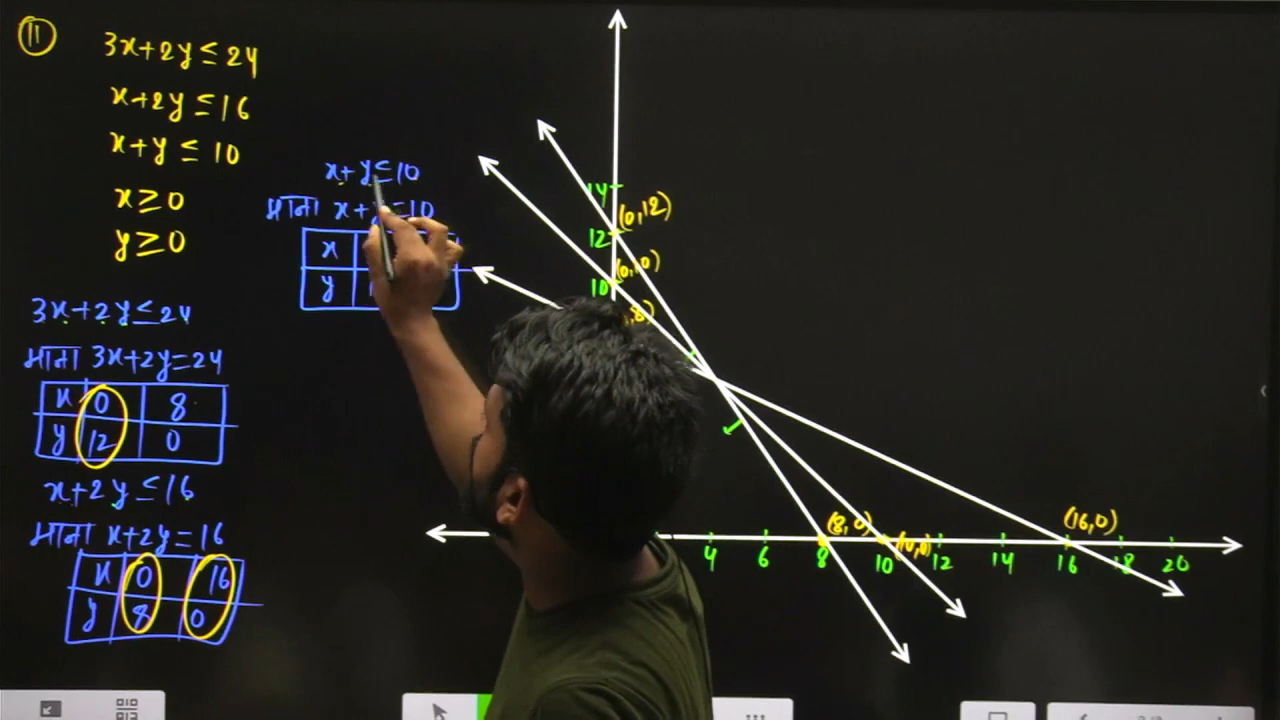 11
3x+2y≤24
x+2y≤16
x+y≤10
x≥0
y≥0
3x+2y≤24
माना 3x+2y=24
x 0 8
y 12 0
x+2y≤16
माना x+2y=16
x 0 16
y 8 0
x+y≤10
माना x+y=10
x
y
14
(0,12)
12
(0,10)
10
,8)
(8,0)
(10,0)
(16,0)
4 6 8 10 12 14 16 18 20